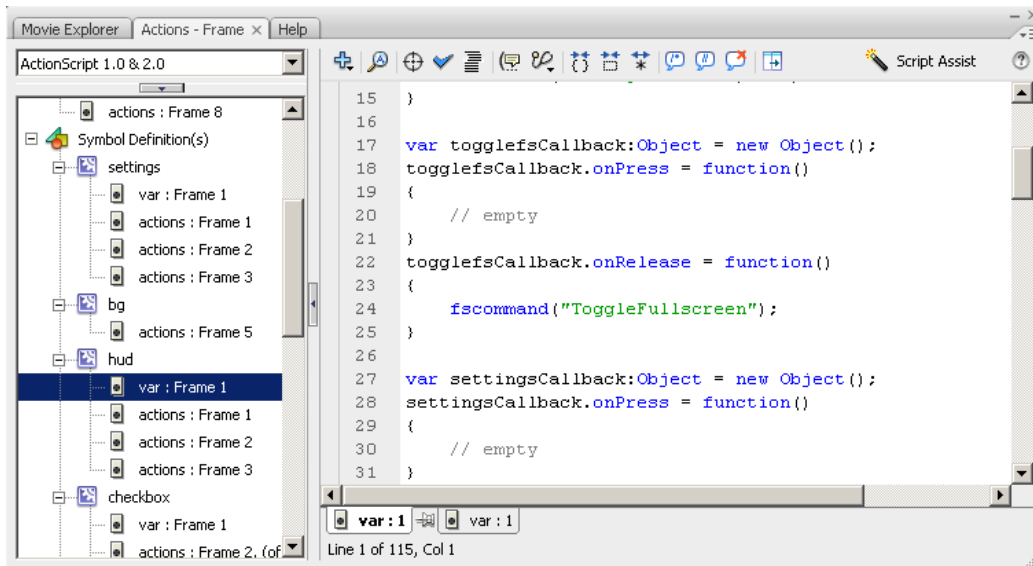 Movie Explorer Actions - Frame × Help
ActionScript 1.0 & 2.0
Script Assist
actions : Frame 8
Symbol Definition(s)
settings
var : Frame 1
actions : Frame 1
actions : Frame 2
actions : Frame 3
bg
actions : Frame 5
hud
var : Frame 1
actions : Frame 1
actions : Frame 2
actions : Frame 3
checkbox
var : Frame 1
actions : Frame 2, (of
15 }
16
17 var togglefsCallback:Object = new Object();
18 togglefsCallback.onPress = function()
19 {
20 // empty
21 }
22 togglefsCallback.onRelease = function()
23 {
24 fscommand("ToggleFullscreen");
25 }
26
27 var settingsCallback:Object = new Object();
28 settingsCallback.onPress = function()
29 {
30 // empty
31 }
var : 1 var : 1
Line 1 of 115, Col 1